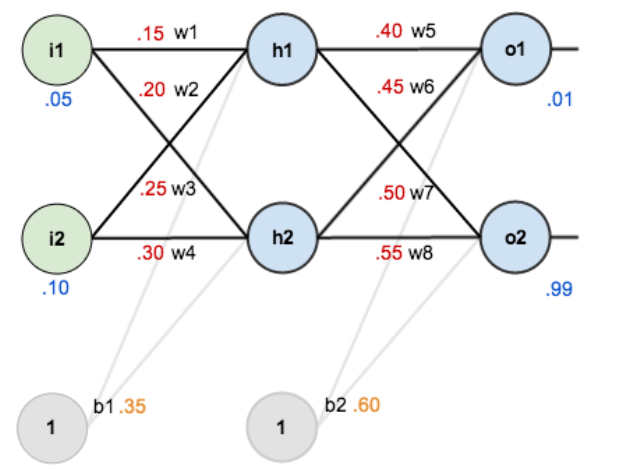 i1 .15 w1 h1 .40 w5 o1
.05 .20 w2 .45 w6 .01
.25 w3 .50 w7
i2 .30 w4 h2 .55 w8 o2
.10 .99
1 b1 .35 1 b2 .60